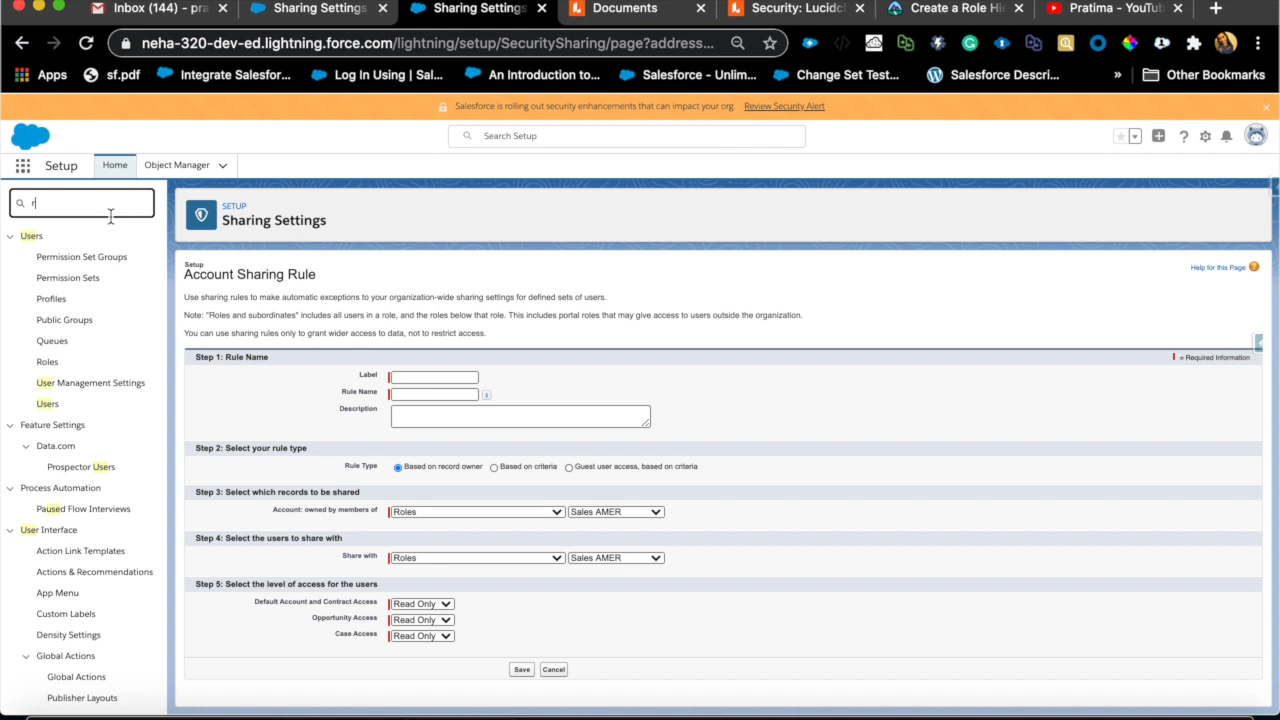 Inbox (144) – pra
Sharing Settings
Sharing Settings
Documents
Security: Lucidch
Create a Role Hie
Pratima - YouTub
neha-320-dev-ed.lightning.force.com/lightning/setup/SecuritySharing/page?address...
Apps
sf.pdf
Integrate Salesfor...
Log In Using | Sal...
An Introduction to...
Salesforce - Unlim...
Change Set Test...
Salesforce Descri...
»
Other Bookmarks
Salesforce is rolling out security enhancements that can impact your org. Review Security Alert
Search Setup
Setup
Home
Object Manager
r
Users
Permission Set Groups
Permission Sets
Profiles
Public Groups
Queues
Roles
User Management Settings
Users
Feature Settings
Data.com
Prospector Users
Process Automation
Paused Flow Interviews
User Interface
Action Link Templates
Actions & Recommendations
App Menu
Custom Labels
Density Settings
Global Actions
Global Actions
Publisher Layouts
SETUP
Sharing Settings
Setup
Account Sharing Rule
Help for this Page
Use sharing rules to make automatic exceptions to your organization-wide sharing settings for defined sets of users.
Note: "Roles and subordinates" includes all users in a role, and the roles below that role. This includes portal roles that may give access to users outside the organization.
You can use sharing rules only to grant wider access to data, not to restrict access.
Step 1: Rule Name
= Required Information
Label
Rule Name
Description
Step 2: Select your rule type
Rule Type Based on record owner Based on criteria Guest user access, based on criteria
Step 3: Select which records to be shared
Account: owned by members of Roles Sales AMER
Step 4: Select the users to share with
Share with Roles Sales AMER
Step 5: Select the level of access for the users
Default Account and Contract Access Read Only
Opportunity Access Read Only
Case Access Read Only
Save Cancel